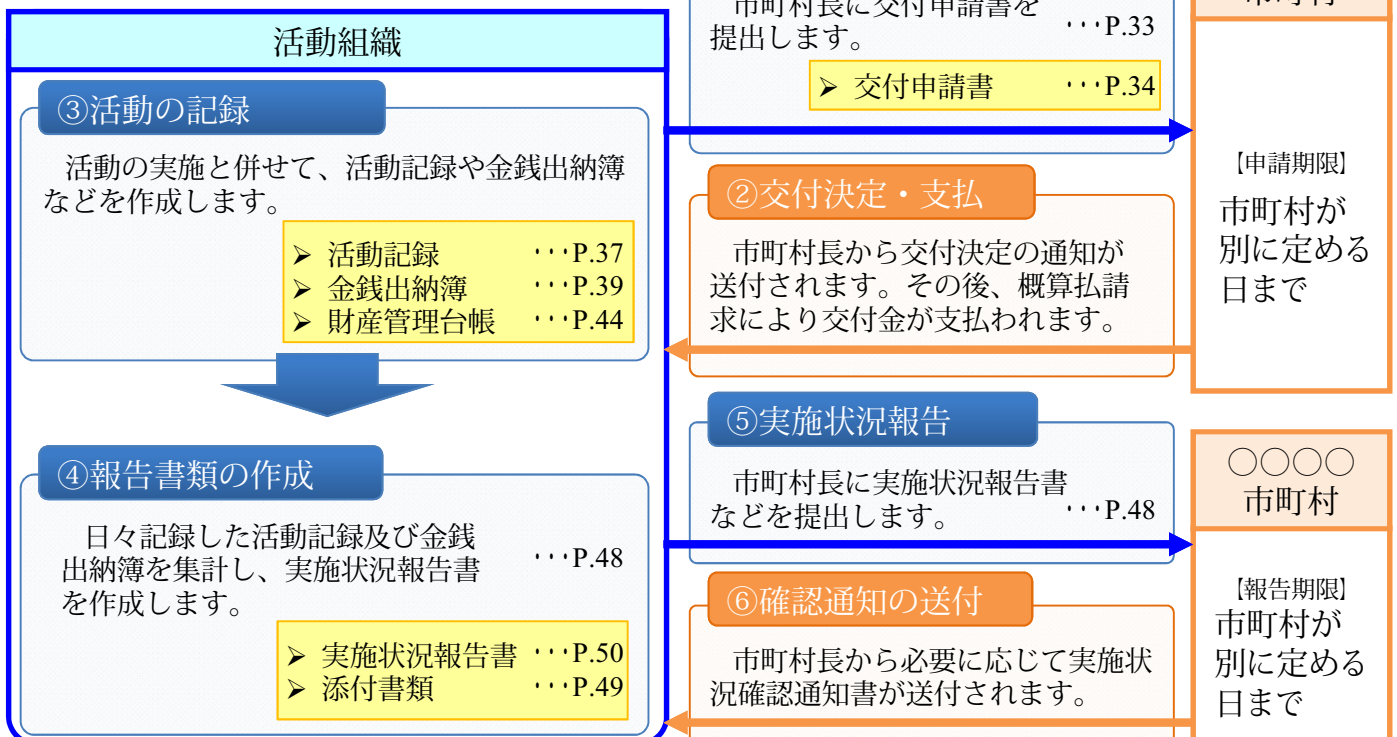 市町村長に交付申請書を
提出します。 ･･･P.33
➢ 交付申請書 ･･･P.34
市町村
活動組織
③活動の記録
活動の実施と併せて、活動記録や金銭出納簿
などを作成します。
➢ 活動記録 ･･･P.37
➢ 金銭出納簿 ･･･P.39
➢ 財産管理台帳 ･･･P.44
②交付決定・支払
市町村長から交付決定の通知が
送付されます。その後、概算払請
求により交付金が支払われます。
【申請期限】
市町村が
別に定める
日まで
④報告書類の作成
日々記録した活動記録及び金銭
出納簿を集計し、実施状況報告書 ･･･P.48
を作成します。
➢ 実施状況報告書 ･･･P.50
➢ 添付書類 ･･･P.49
⑤実施状況報告
市町村長に実施状況報告書
などを提出します。 ･･･P.48
⑥確認通知の送付
市町村長から必要に応じて実施状
況確認通知書が送付されます。
○○○○
市町村
【報告期限】
市町村が
別に定める
日まで